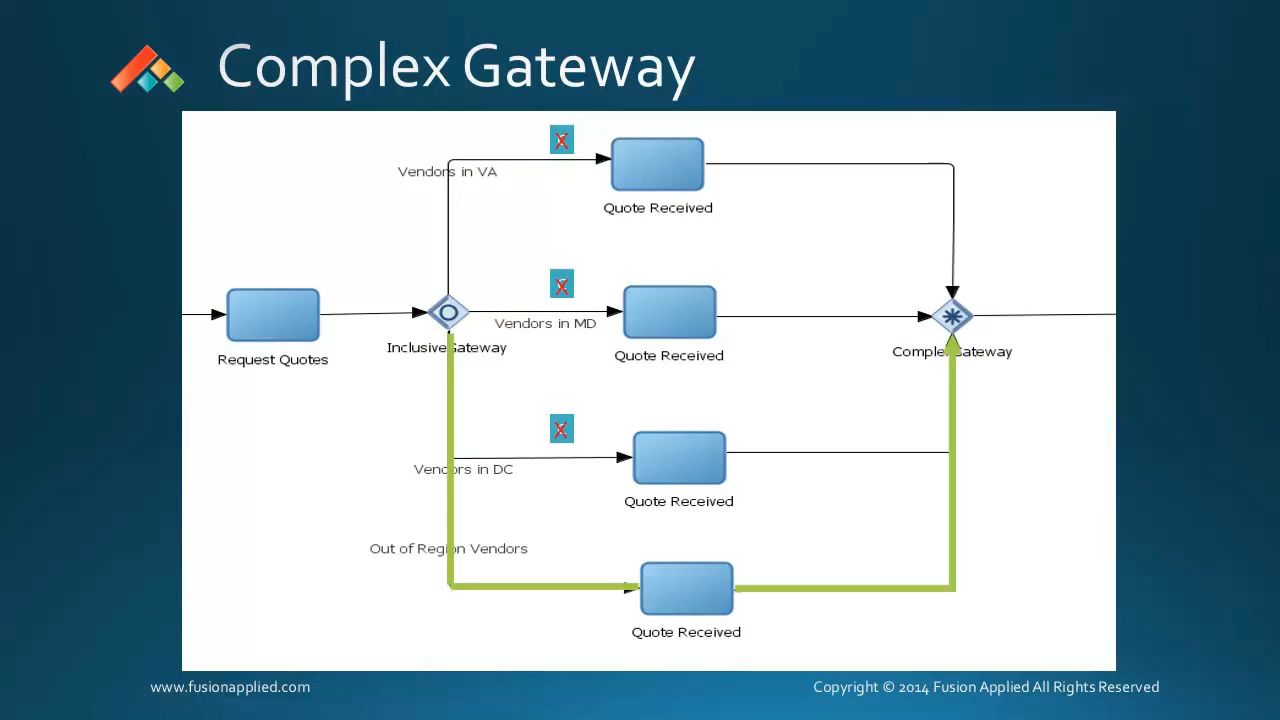 Complex Gateway
X
Vendors in VA
Quote Received
X
Vendors in MD
Request Quotes
Inclusive Gateway
Quote Received
Complex Gateway
X
Vendors in DC
Quote Received
Out of Region Vendors
Quote Received
www.fusionapplied.com
Copyright © 2014 Fusion Applied All Rights Reserved